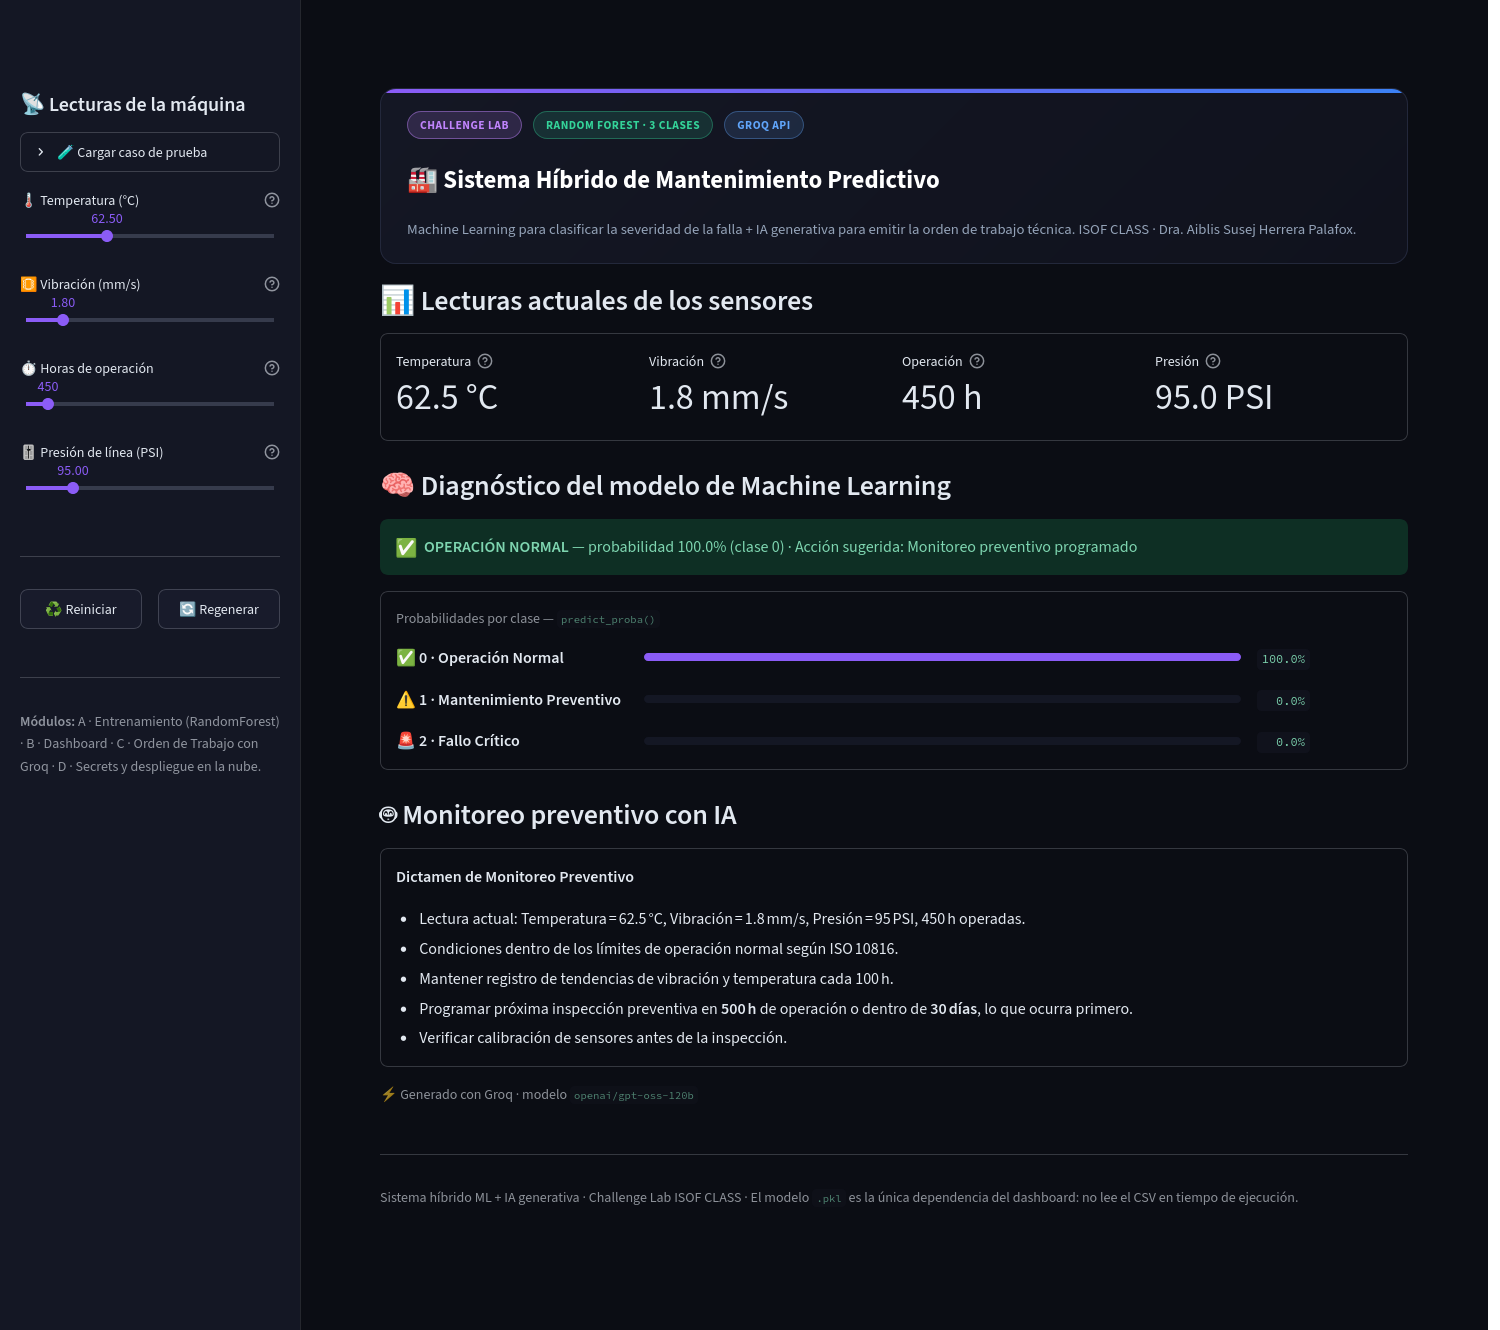 📡 Lecturas de la máquina
🧪 Cargar caso de prueba
🌡️ Temperatura (°C)
62.50
📳 Vibración (mm/s)
1.80
⏱️ Horas de operación
450
🎚️ Presión de línea (PSI)
95.00
♻️ Reiniciar
🔄 Regenerar
Módulos: A · Entrenamiento (RandomForest)
· B · Dashboard · C · Orden de Trabajo con
Groq · D · Secrets y despliegue en la nube.
CHALLENGE LAB
RANDOM FOREST · 3 CLASES
GROQ API
🏭 Sistema Híbrido de Mantenimiento Predictivo
Machine Learning para clasificar la severidad de la falla + IA generativa para emitir la orden de trabajo técnica. ISOF CLASS · Dra. Aiblis Susej Herrera Palafox.
📊 Lecturas actuales de los sensores
Temperatura
62.5 °C
Vibración
1.8 mm/s
Operación
450 h
Presión
95.0 PSI
🧠 Diagnóstico del modelo de Machine Learning
✅ OPERACIÓN NORMAL — probabilidad 100.0% (clase 0) · Acción sugerida: Monitoreo preventivo programado
Probabilidades por clase — predict_proba()
✅ 0 · Operación Normal
100.0%
⚠️ 1 · Mantenimiento Preventivo
0.0%
🚨 2 · Fallo Crítico
0.0%
Monitoreo preventivo con IA
Dictamen de Monitoreo Preventivo
• Lectura actual: Temperatura = 62.5 °C, Vibración = 1.8 mm/s, Presión = 95 PSI, 450 h operadas.
• Condiciones dentro de los límites de operación normal según ISO 10816.
• Mantener registro de tendencias de vibración y temperatura cada 100 h.
• Programar próxima inspección preventiva en 500 h de operación o dentro de 30 días, lo que ocurra primero.
• Verificar calibración de sensores antes de la inspección.
⚡ Generado con Groq · modelo openai/gpt-oss-120b
Sistema híbrido ML + IA generativa · Challenge Lab ISOF CLASS · El modelo .pkl es la única dependencia del dashboard: no lee el CSV en tiempo de ejecución.